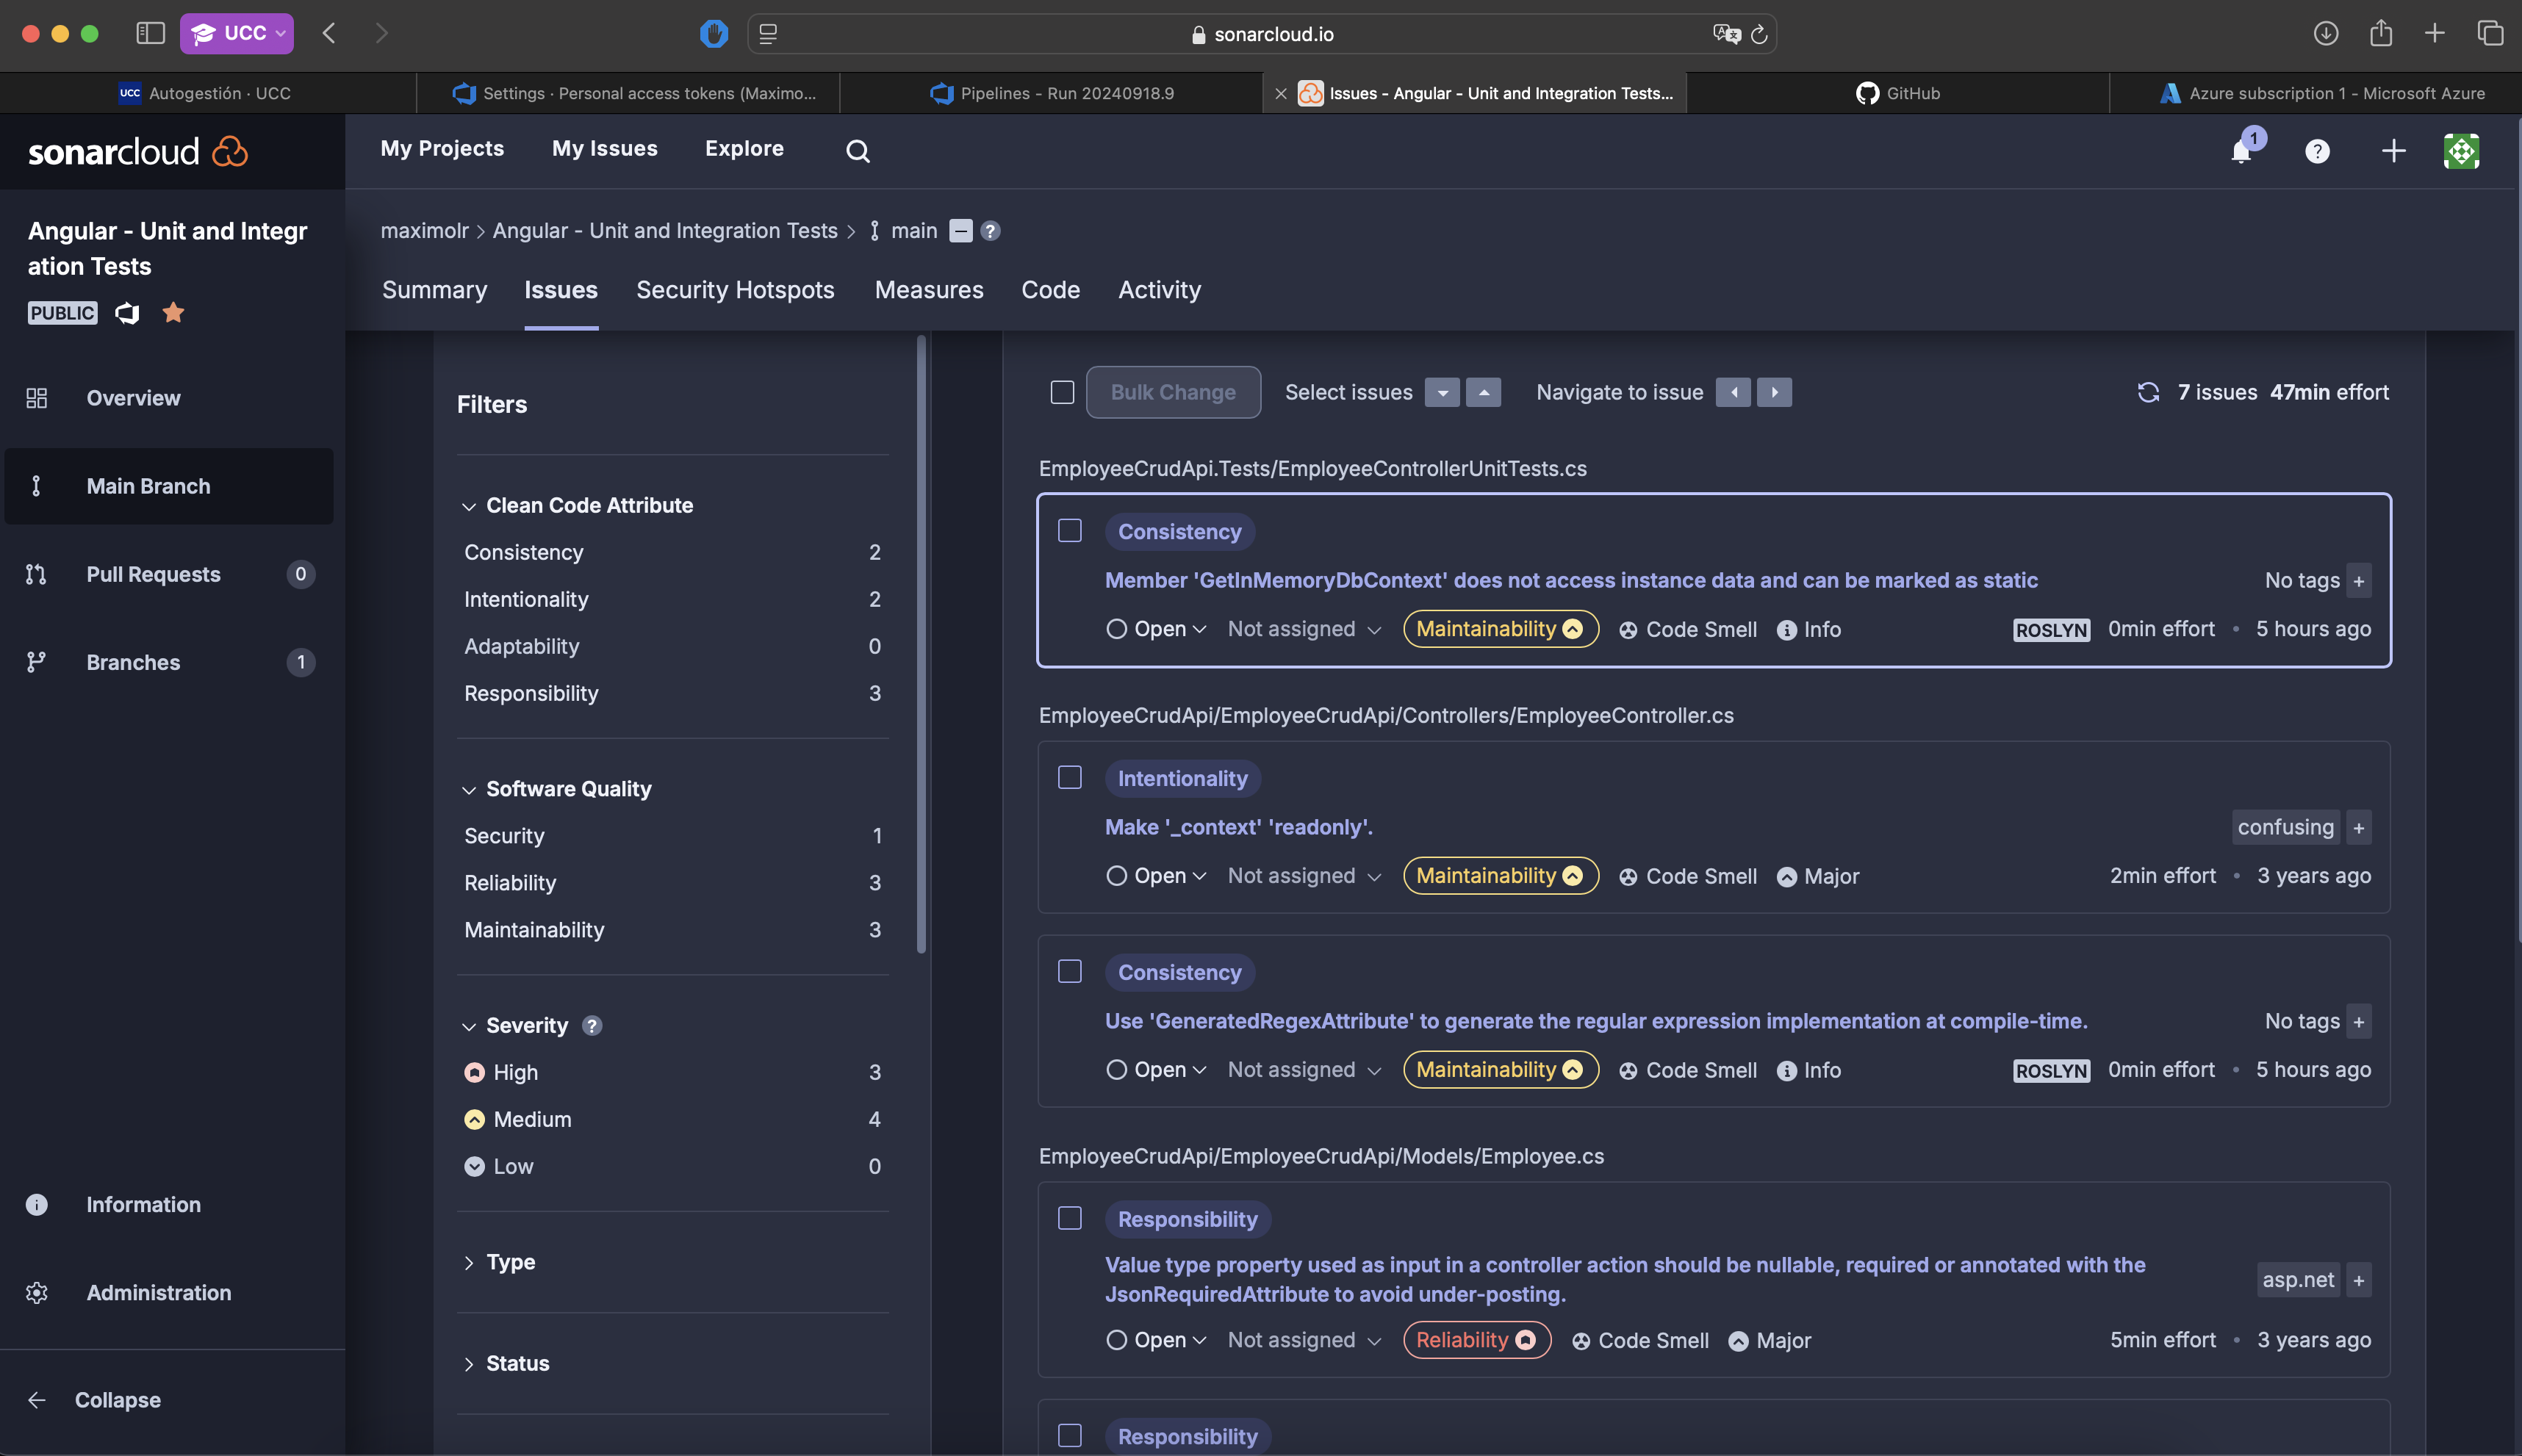 UCC
sonarcloud.io
UCC Autogestión · UCC
Settings · Personal access tokens (Maximo...
Pipelines - Run 20240918.9
Issues - Angular - Unit and Integration Tests...
GitHub
Azure subscription 1 - Microsoft Azure
sonarcloud
My Projects
My Issues
Explore
1
Angular - Unit and Integr
ation Tests
PUBLIC
Overview
Main Branch
Pull Requests 0
Branches 1
Information
Administration
Collapse
maximolr > Angular - Unit and Integration Tests > main
Summary
Issues
Security Hotspots
Measures
Code
Activity
Filters
Clean Code Attribute
Consistency 2
Intentionality 2
Adaptability 0
Responsibility 3
Software Quality
Security 1
Reliability 3
Maintainability 3
Severity ?
High 3
Medium 4
Low 0
Type
Status
Bulk Change Select issues Navigate to issue 7 issues 47min effort
EmployeeCrudApi.Tests/EmployeeControllerUnitTests.cs
Consistency
Member 'GetInMemoryDbContext' does not access instance data and can be marked as static No tags +
Open Not assigned Maintainability Code Smell Info ROSLYN 0min effort • 5 hours ago
EmployeeCrudApi/EmployeeCrudApi/Controllers/EmployeeController.cs
Intentionality
Make '_context' 'readonly'. confusing +
Open Not assigned Maintainability Code Smell Major 2min effort • 3 years ago
Consistency
Use 'GeneratedRegexAttribute' to generate the regular expression implementation at compile-time. No tags +
Open Not assigned Maintainability Code Smell Info ROSLYN 0min effort • 5 hours ago
EmployeeCrudApi/EmployeeCrudApi/Models/Employee.cs
Responsibility
Value type property used as input in a controller action should be nullable, required or annotated with the
JsonRequiredAttribute to avoid under-posting. asp.net +
Open Not assigned Reliability Code Smell Major 5min effort • 3 years ago
Responsibility